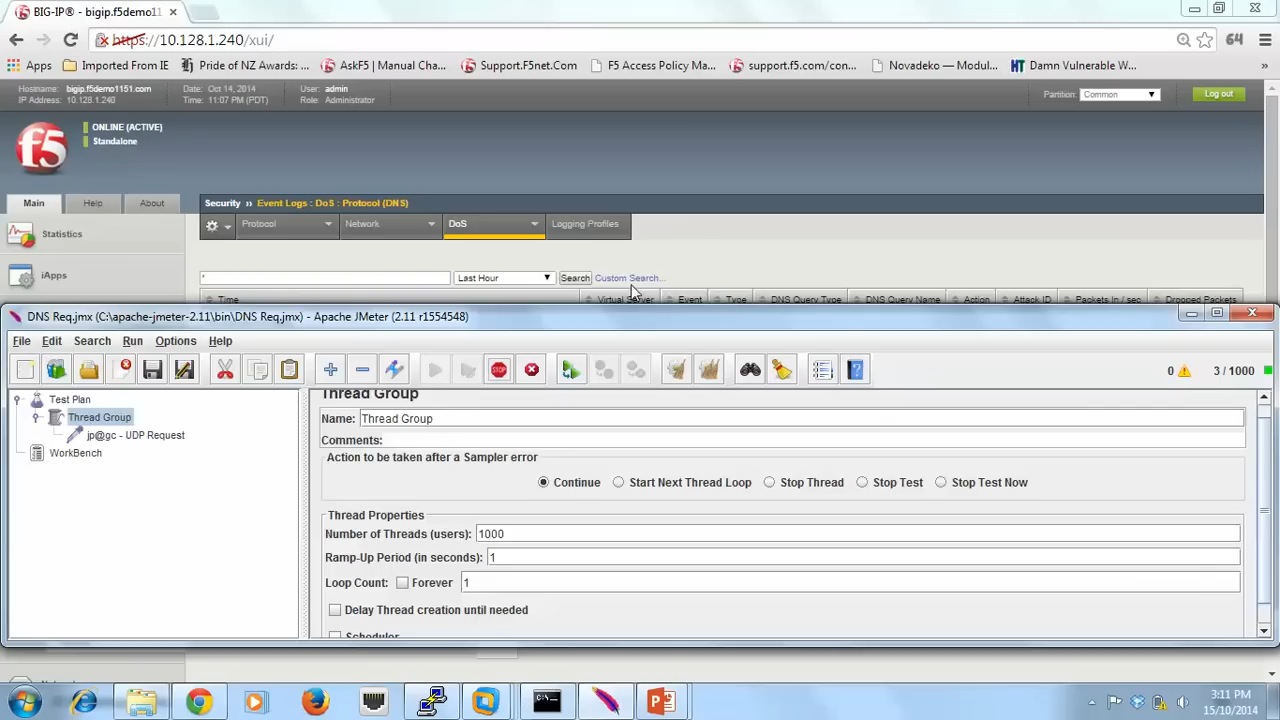 BIG-IP® - bigip.f5demo1151 ×
https://10.128.1.240/xui/
Apps Imported From IE Pride of NZ Awards: ... AskF5 | Manual Cha... Support.F5net.Com F5 Access Policy Ma... support.f5.com/con... Novadeko — Modul... HT Damn Vulnerable W... »
Hostname: bigip.f5demo1151.com Date: Oct 14, 2014 User: admin
IP Address: 10.128.1.240 Time: 11:07 PM (PDT) Role: Administrator
Partition: Common Log out
f5
ONLINE (ACTIVE)
Standalone
Main Help About
Security ›› Event Logs : DoS : Protocol (DNS)
Statistics
iApps
Protocol Network DoS Logging Profiles
* Last Hour Search Custom Search...
Time Virtual Server Event Type DNS Query Type DNS Query Name Action Attack ID Packets In / sec Dropped Packets
DNS Req.jmx (C:\apache-jmeter-2.11\bin\DNS Req.jmx) - Apache JMeter (2.11 r1554548)
File Edit Search Run Options Help
STOP 0 3 / 1000
Test Plan
Thread Group
jp@gc - UDP Request
WorkBench
Thread Group
Name: Thread Group
Comments:
Action to be taken after a Sampler error
Continue Start Next Thread Loop Stop Thread Stop Test Stop Test Now
Thread Properties
Number of Threads (users): 1000
Ramp-Up Period (in seconds): 1
Loop Count: Forever 1
Delay Thread creation until needed
Scheduler
3:11 PM
15/10/2014